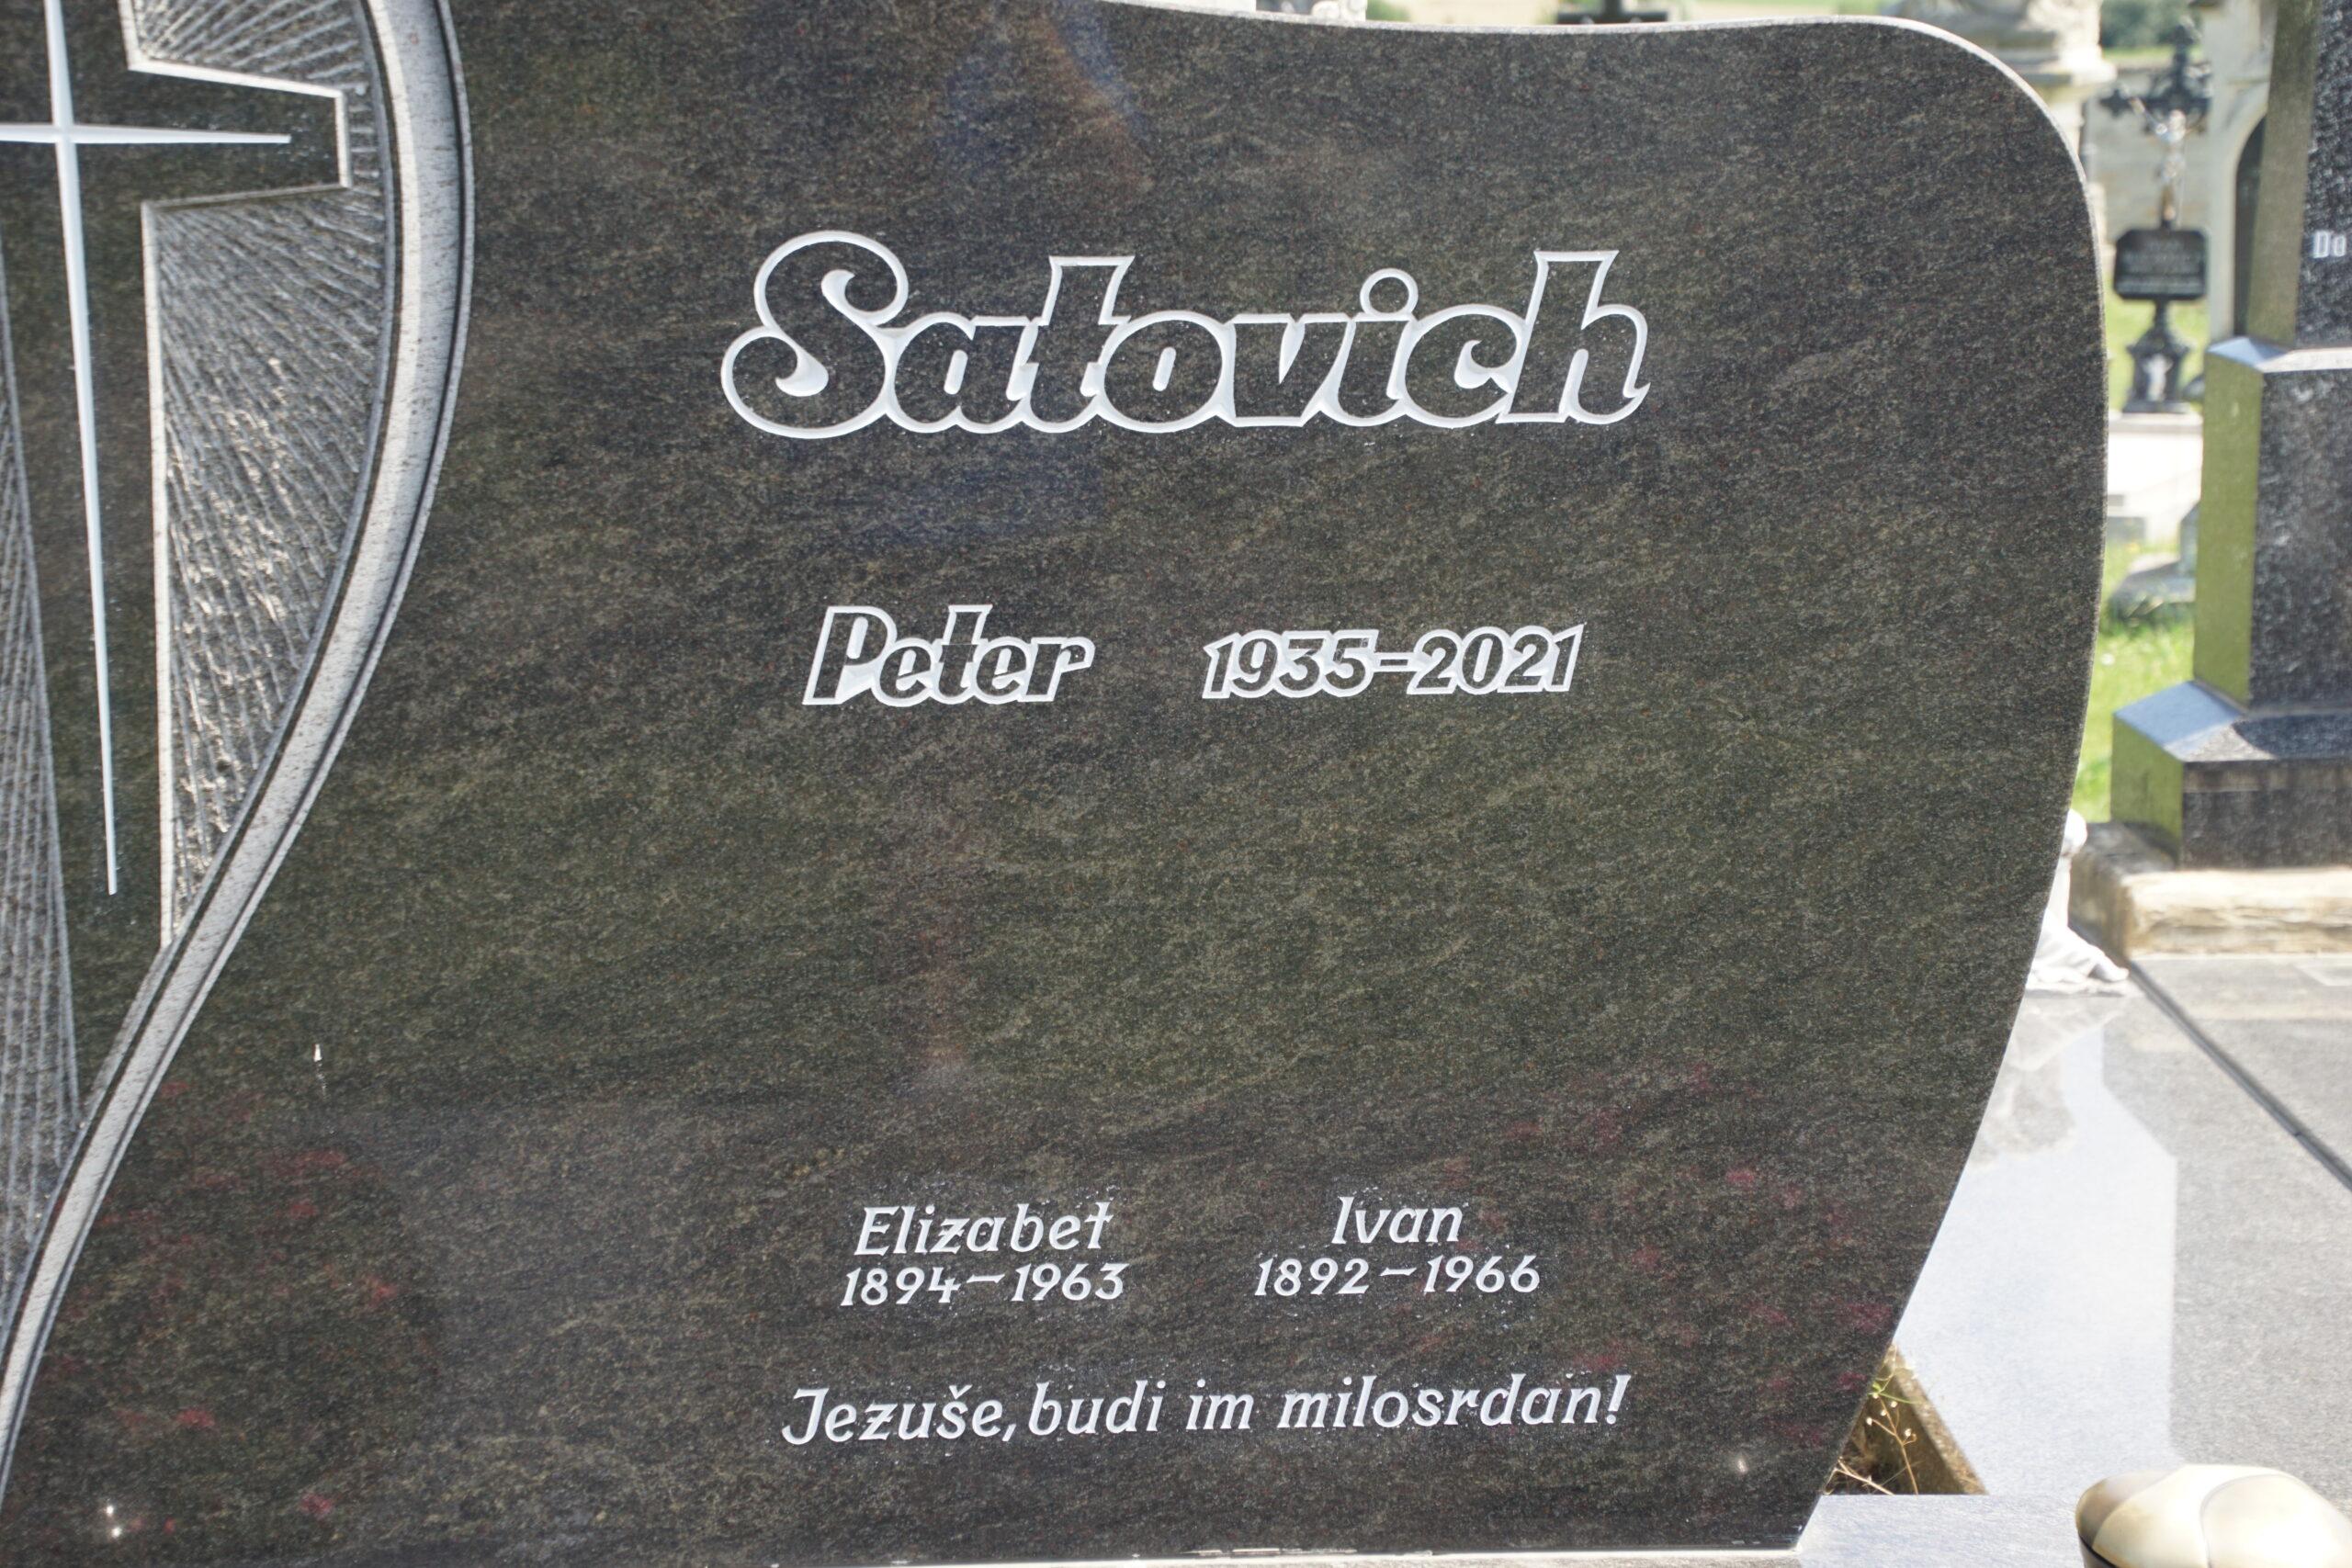 Satovich
Peter 1935-2021
Elizabet Ivan
1894-1963 1892-1966
Jezuše, budi im milosrdan!